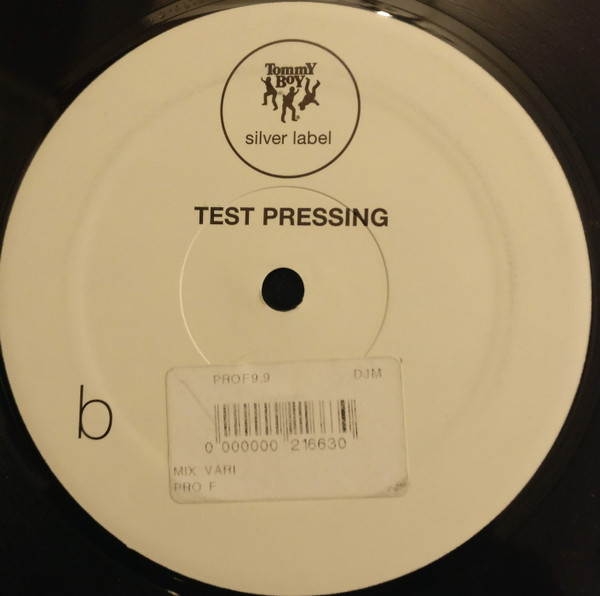 Tommy
Boy
silver label
TEST PRESSING
b
PROF9,9 DJM
0 000000 216630
MIX VARI
PRO F